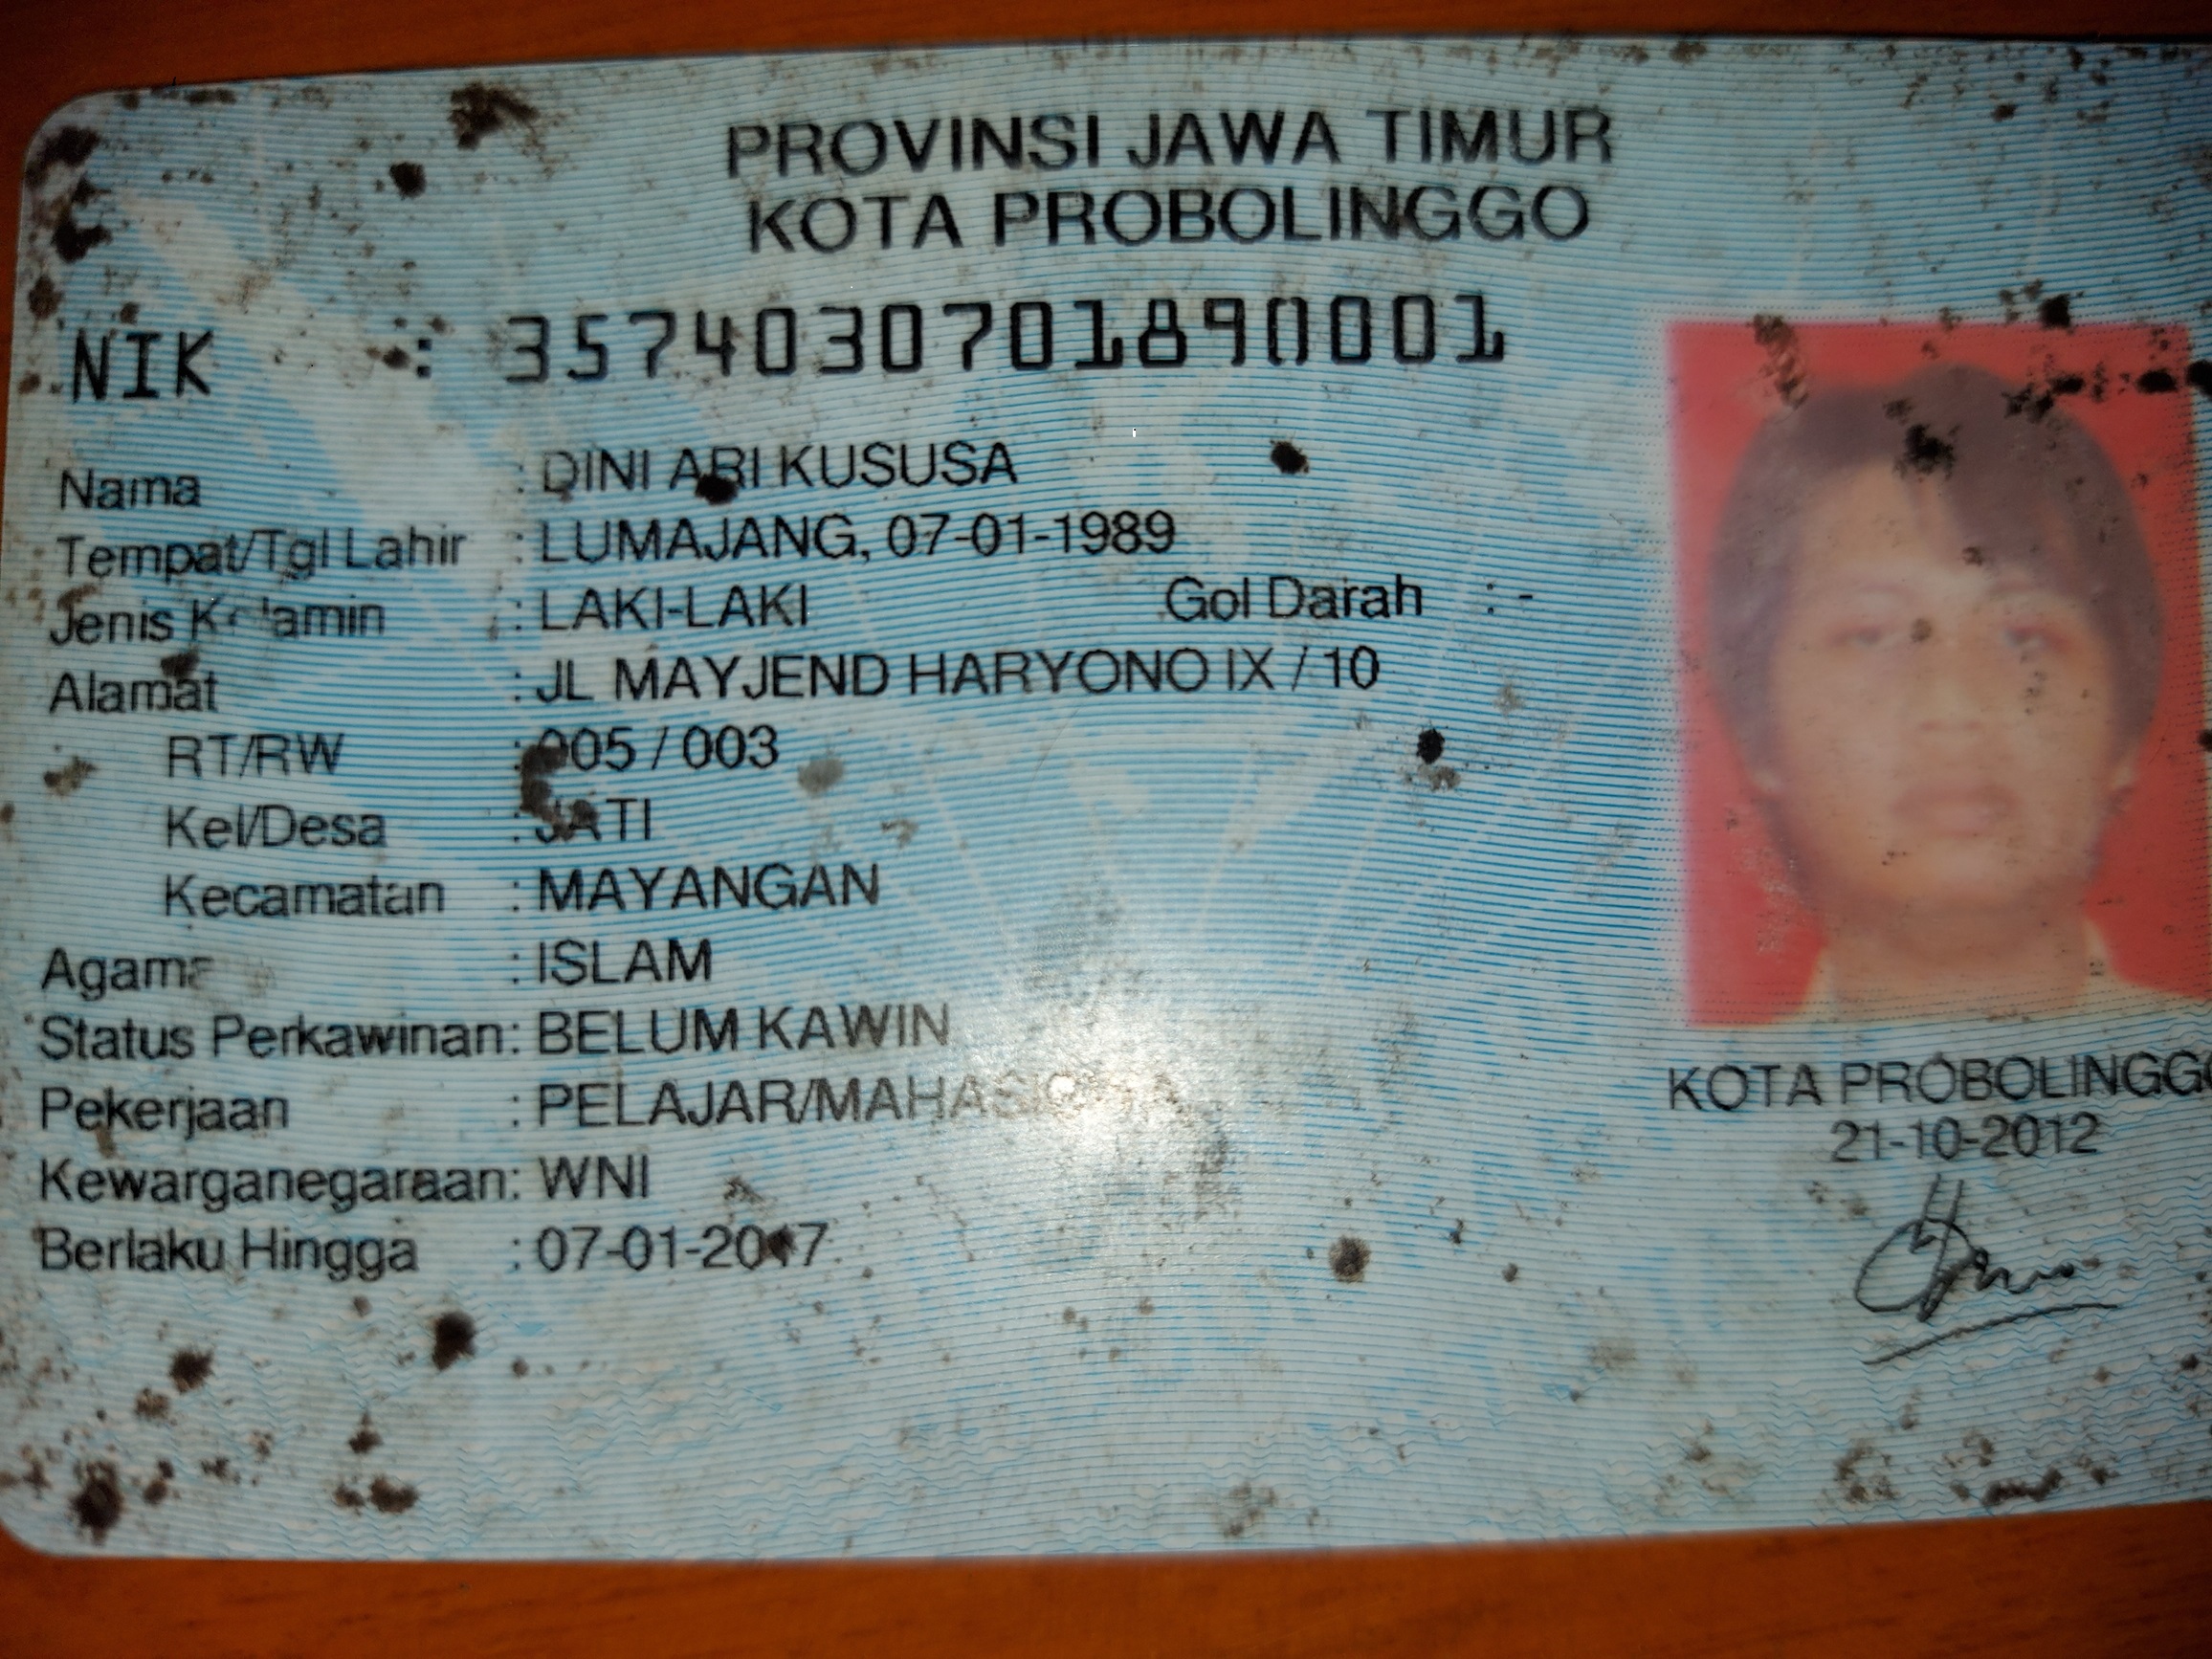 PROVINSI JAWA TIMUR
KOTA PROBOLINGGO
NIK : 3574030701890001
Nama : DINI ARI KUSUSA
Tempat/Tgl Lahir : LUMAJANG, 07-01-1989
Jenis Kelamin : LAKI-LAKI Gol Darah : -
Alamat : JL MAYJEND HARYONO IX / 10
RT/RW : 005 / 003
Kel/Desa : JATI
Kecamatan : MAYANGAN
Agama : ISLAM
Status Perkawinan : BELUM KAWIN
Pekerjaan : PELAJAR/MAHASISWA
Kewarganegaraan : WNI
Berlaku Hingga : 07-01-2017
KOTA PROBOLINGGO
21-10-2012